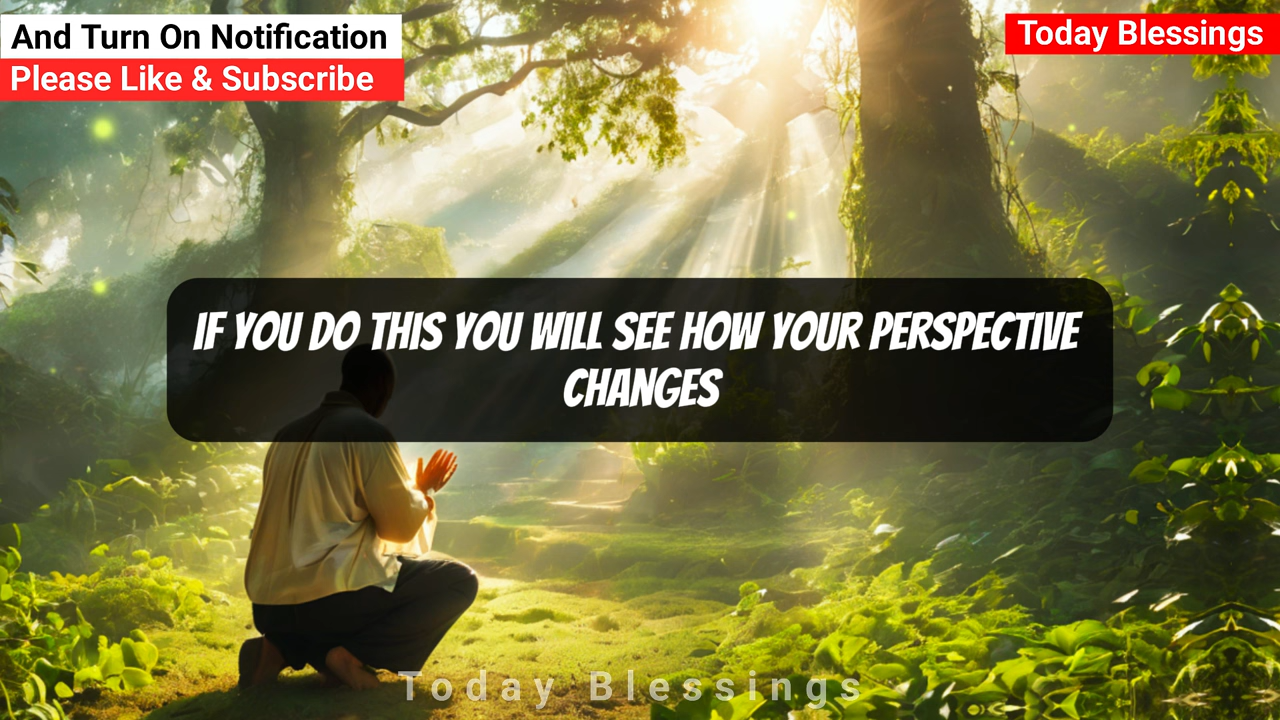 And Turn On Notification
Please Like & Subscribe
Today Blessings
IF YOU DO THIS YOU WILL SEE HOW YOUR PERSPECTIVE
CHANGES
Today Blessings